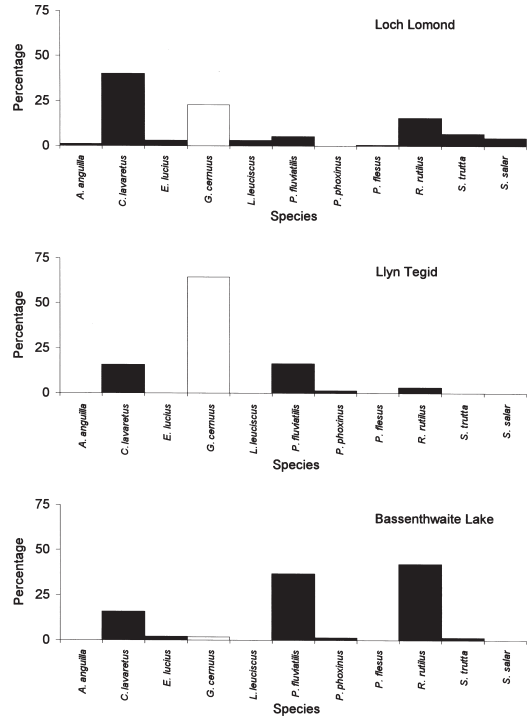 75
Loch Lomond
Percentage
50
25
0
A. anguilla
C. lavaretus
E. lucius
G. cernuus
L. leuciscus
P. fluviatilis
P. phoxinus
P. flesus
R. rutilus
S. trutta
S. salar
Species
75
Llyn Tegid
Percentage
50
25
0
A. anguilla
C. lavaretus
E. lucius
G. cernuus
L. leuciscus
P. fluviatilis
P. phoxinus
P. flesus
R. rutilus
S. trutta
S. salar
Species
75
Bassenthwaite Lake
Percentage
50
25
0
A. anguilla
C. lavaretus
E. lucius
G. cernuus
L. leuciscus
P. fluviatilis
P. phoxinus
P. flesus
R. rutilus
S. trutta
S. salar
Species